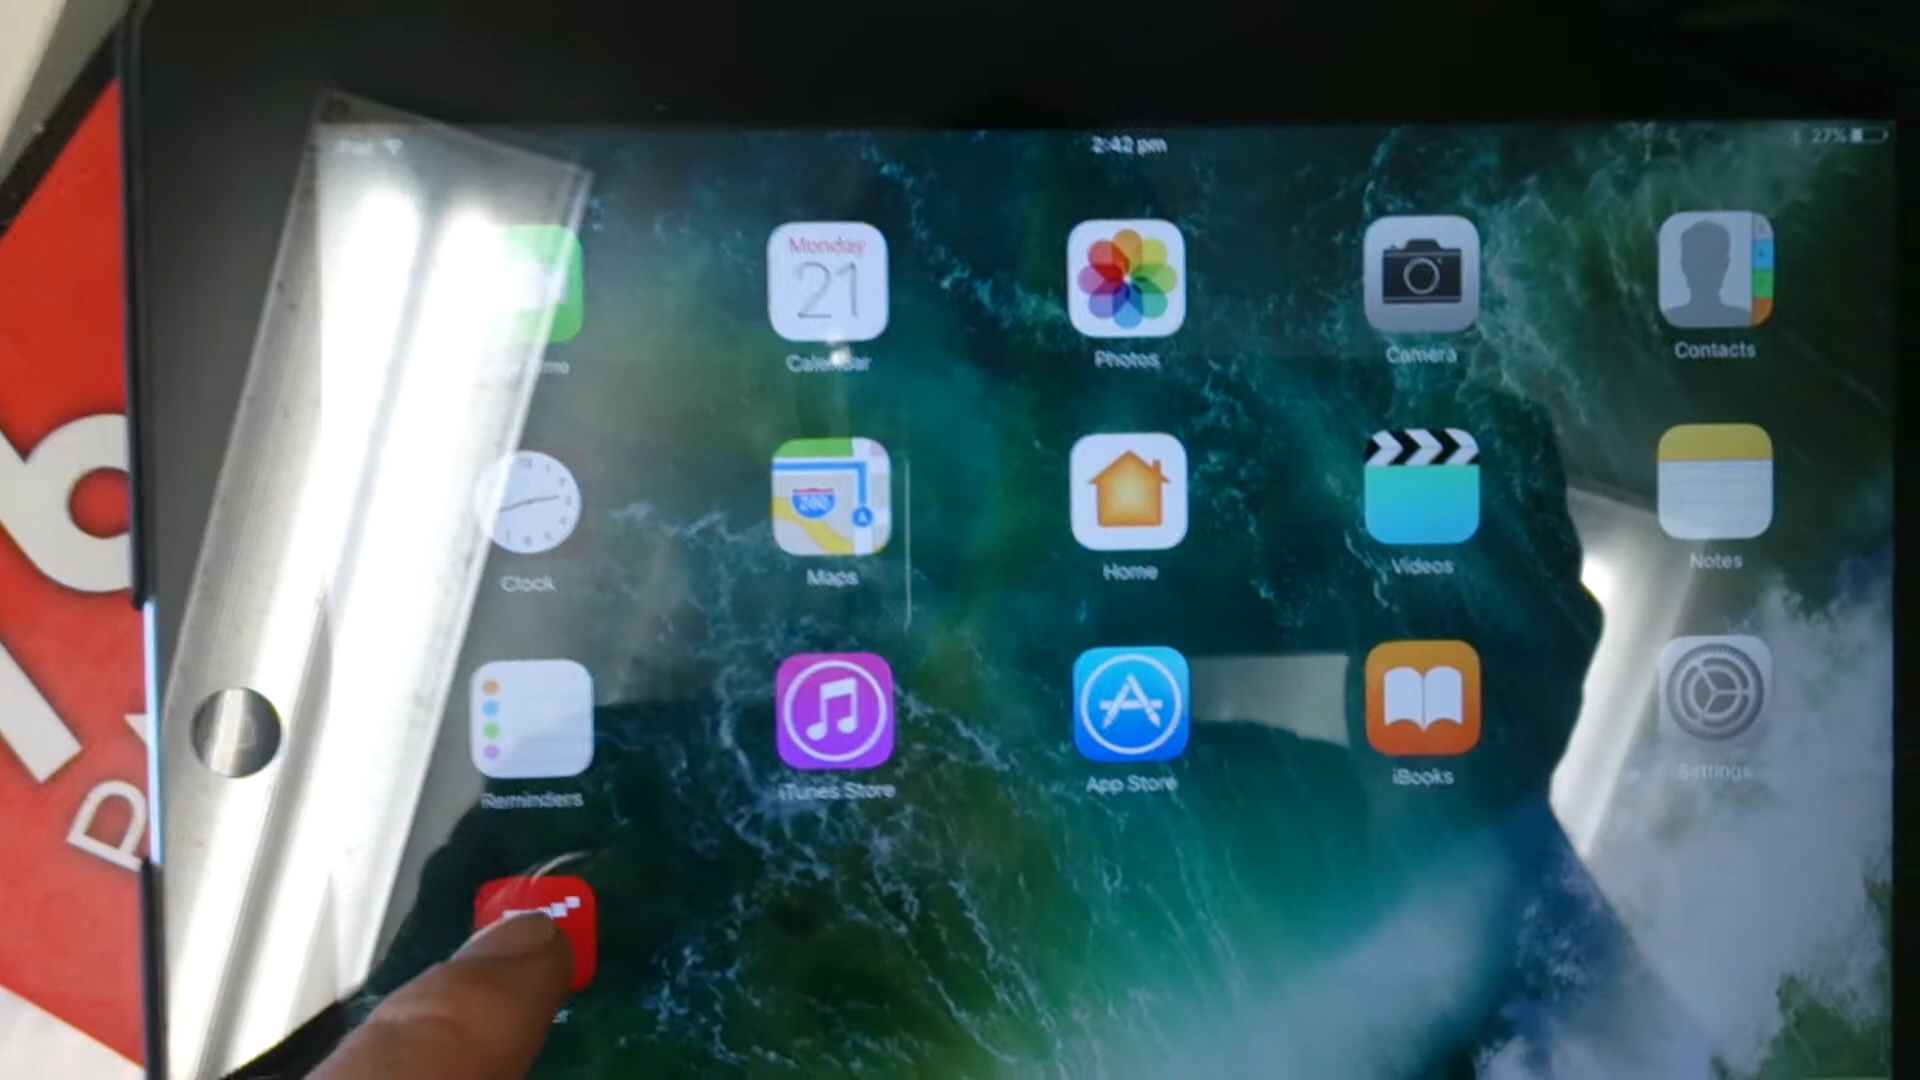 2:42 pm
27%
Monday
21
Calendar
Photos
Camera
Contacts
280
A
Clock
Maps
Home
Videos
Notes
Reminders
iTunes Store
App Store
iBooks
Settings